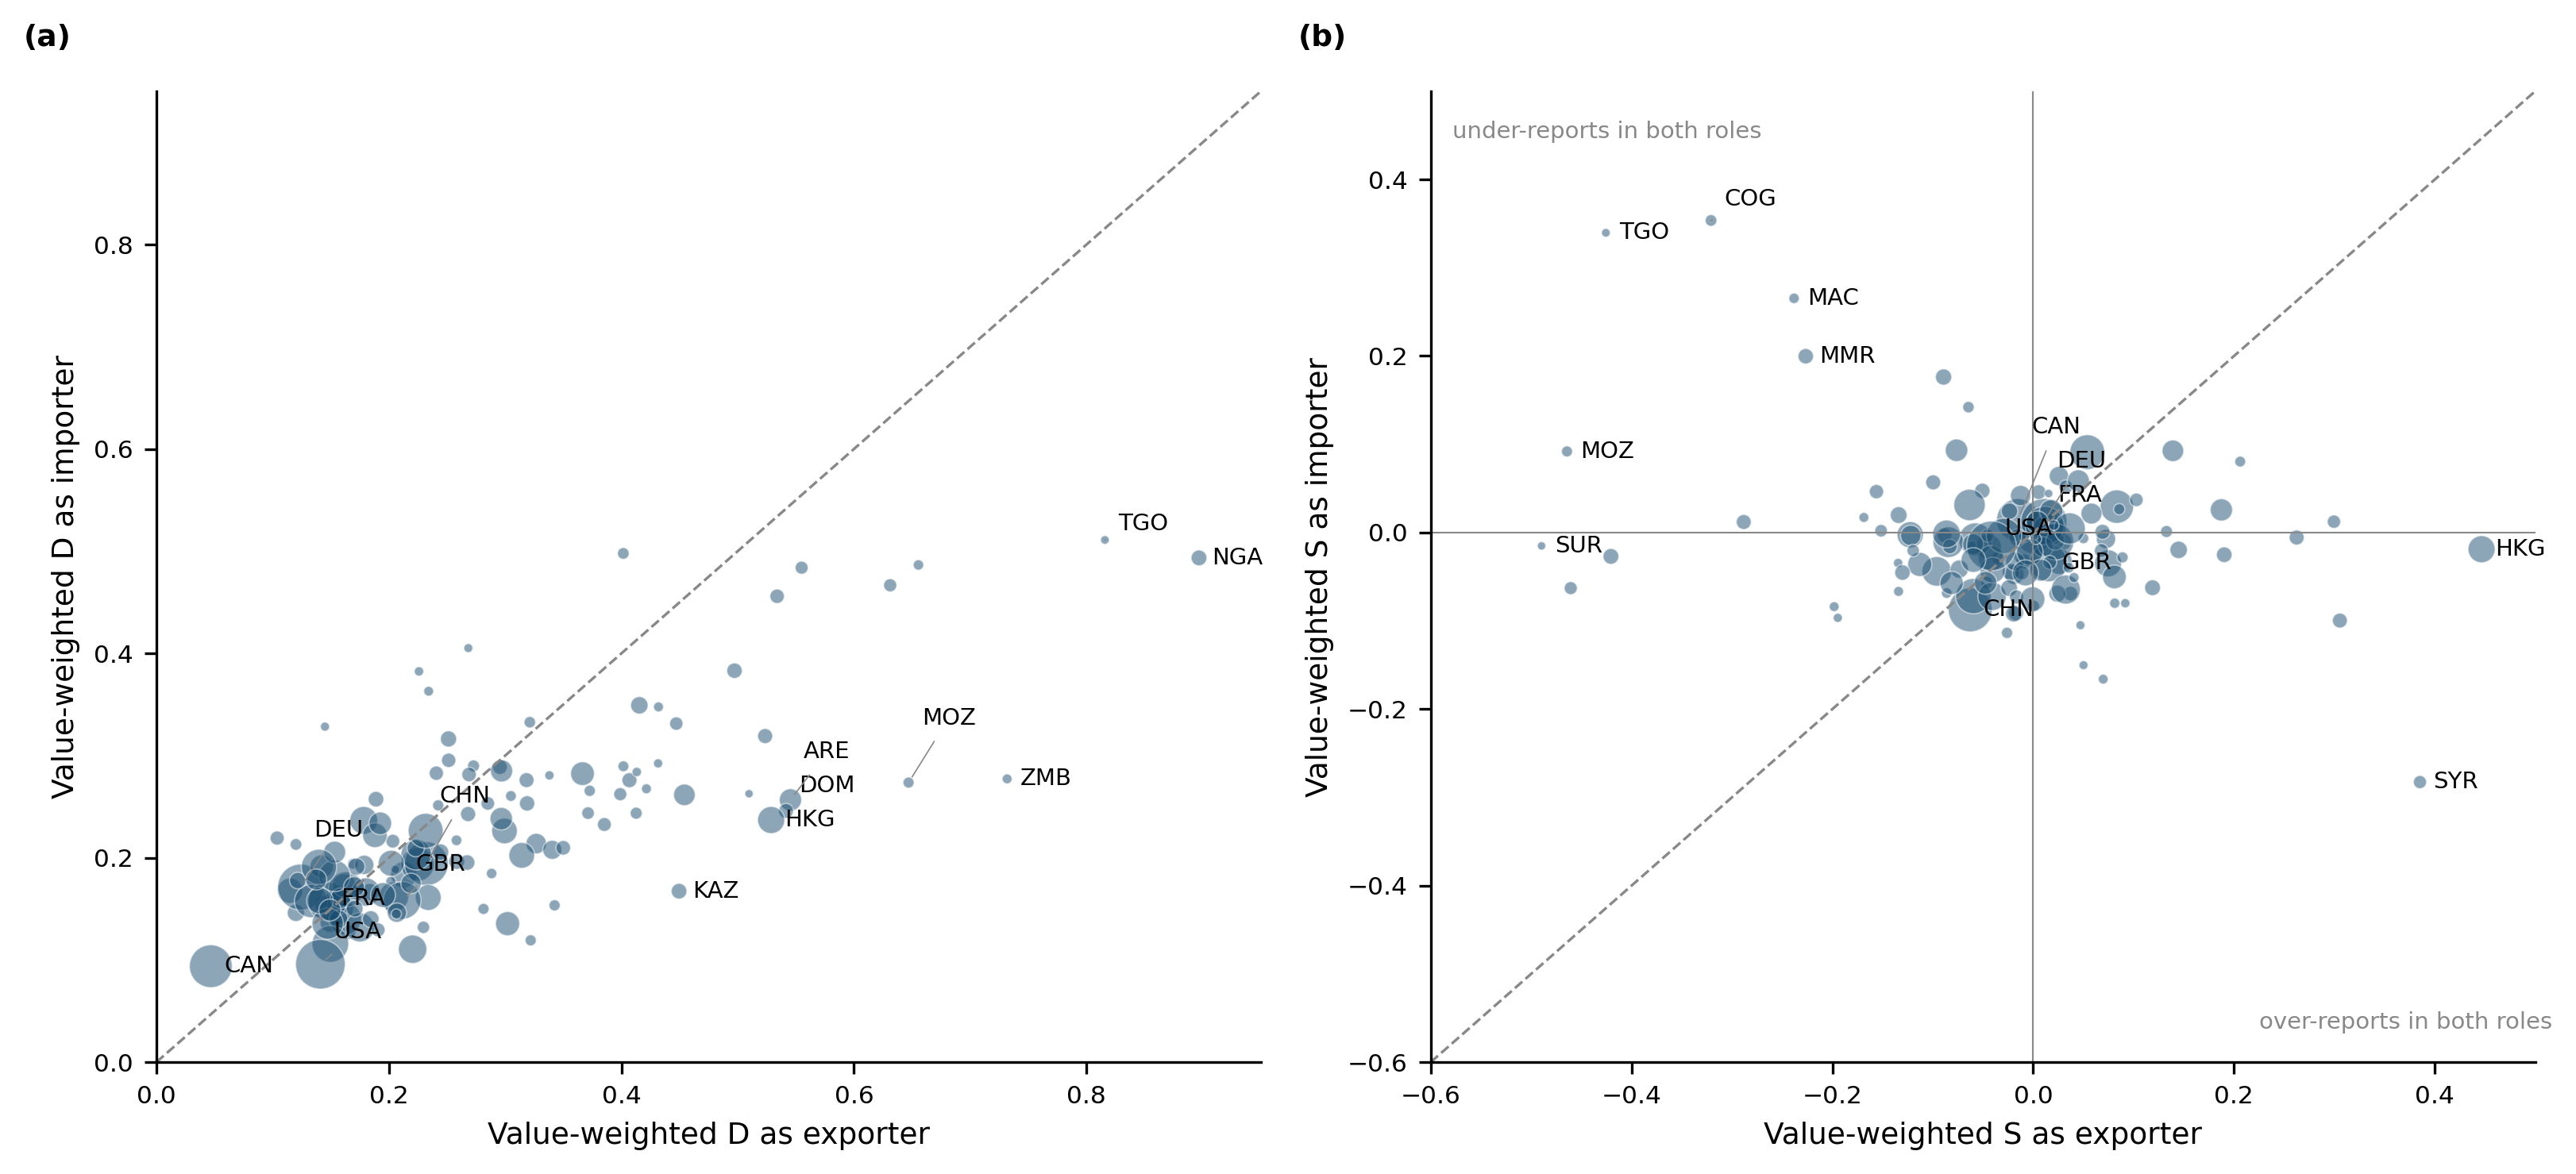 (a)
Value-weighted D as importer
0.8
0.6
0.4
0.2
0.0
TGO
NGA
MOZ
ARE
DOM
HKG
ZMB
KAZ
CHN
DEU
GBR
FRA
USA
CAN
0.0
0.2
0.4
0.6
0.8
Value-weighted D as exporter
(b)
Value-weighted S as importer
0.4
0.2
0.0
−0.2
−0.4
−0.6
under-reports in both roles
COG
TGO
MAC
MMR
MOZ
CAN
DEU
FRA
USA
SUR
HKG
GBR
CHN
SYR
over-reports in both roles
−0.6
−0.4
−0.2
0.0
0.2
0.4
Value-weighted S as exporter